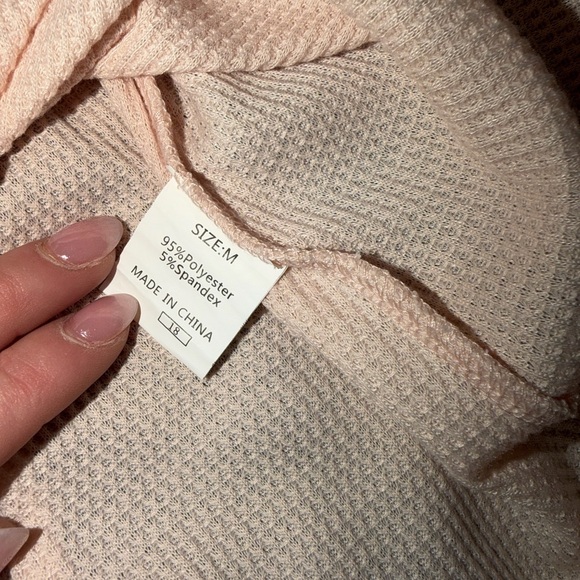 SIZE:M
95%Polyester
5%Spandex
MADE IN CHINA
18